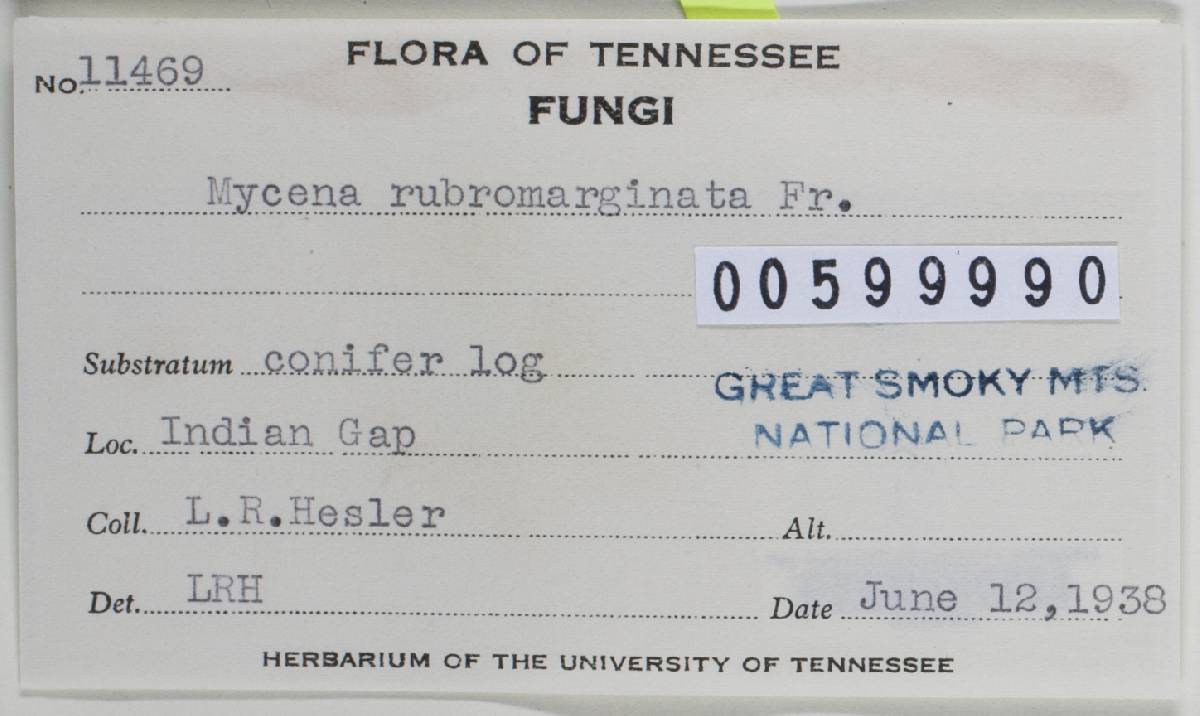 FLORA OF TENNESSEE
No. 11469
FUNGI
Mycena rubromarginata Fr.
00599990
Substratum conifer log
GREAT SMOKY MTS.
Loc. Indian Gap
NATIONAL PARK
Coll. L.R.Hesler Alt.
Det. LRH Date June 12,1938
HERBARIUM OF THE UNIVERSITY OF TENNESSEE